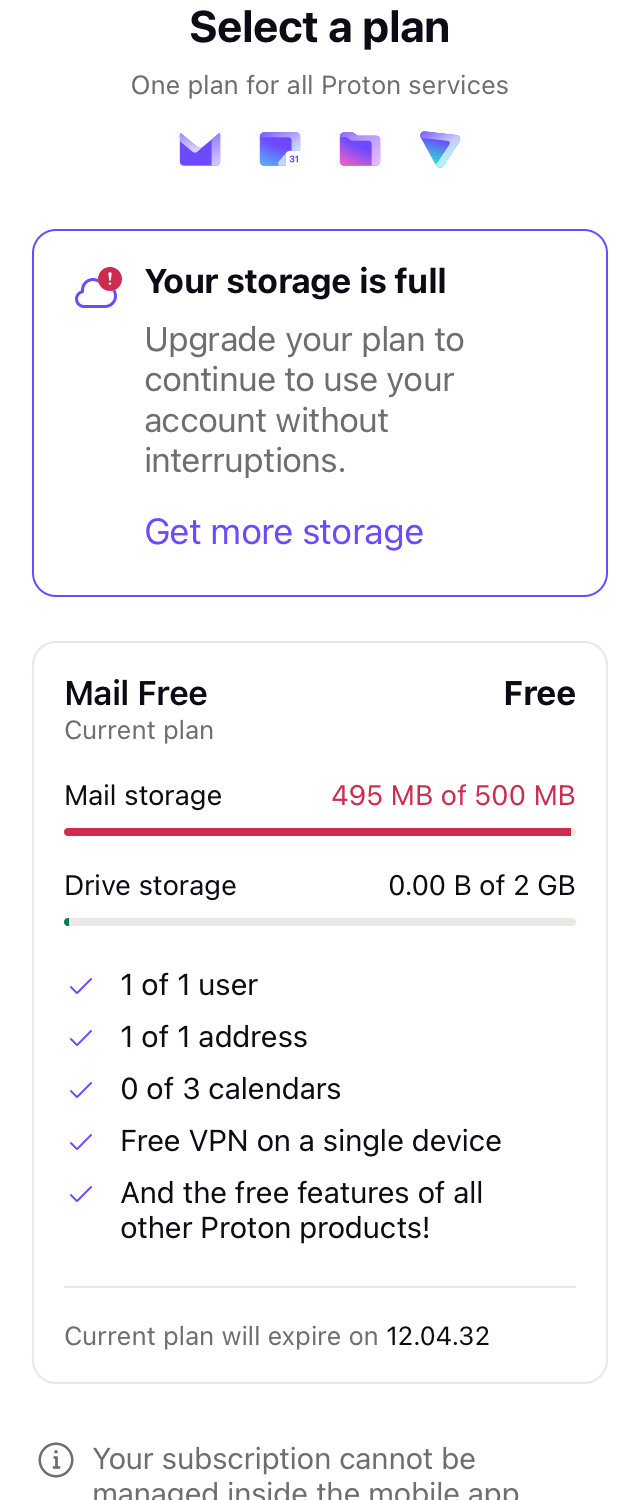 Select a plan
One plan for all Proton services
31
!
Your storage is full
Upgrade your plan to
continue to use your
account without
interruptions.
Get more storage
Mail Free Free
Current plan
Mail storage 495 MB of 500 MB
Drive storage 0.00 B of 2 GB
1 of 1 user
1 of 1 address
0 of 3 calendars
Free VPN on a single device
And the free features of all
other Proton products!
Current plan will expire on 12.04.32
Your subscription cannot be
managed inside the mobile app